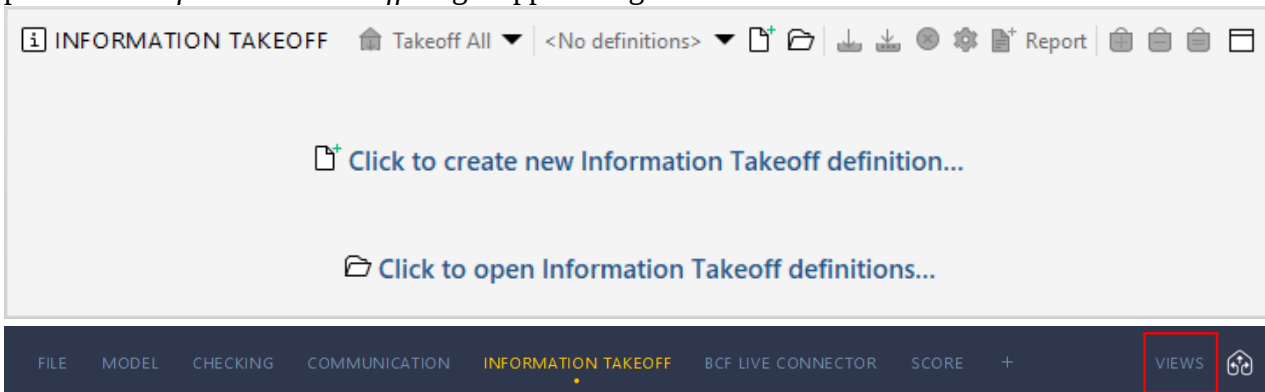 INFORMATION TAKEOFF Takeoff All <No definitions> Report
Click to create new Information Takeoff definition...
Click to open Information Takeoff definitions...
FILE MODEL CHECKING COMMUNICATION INFORMATION TAKEOFF BCF LIVE CONNECTOR SCORE + VIEWS